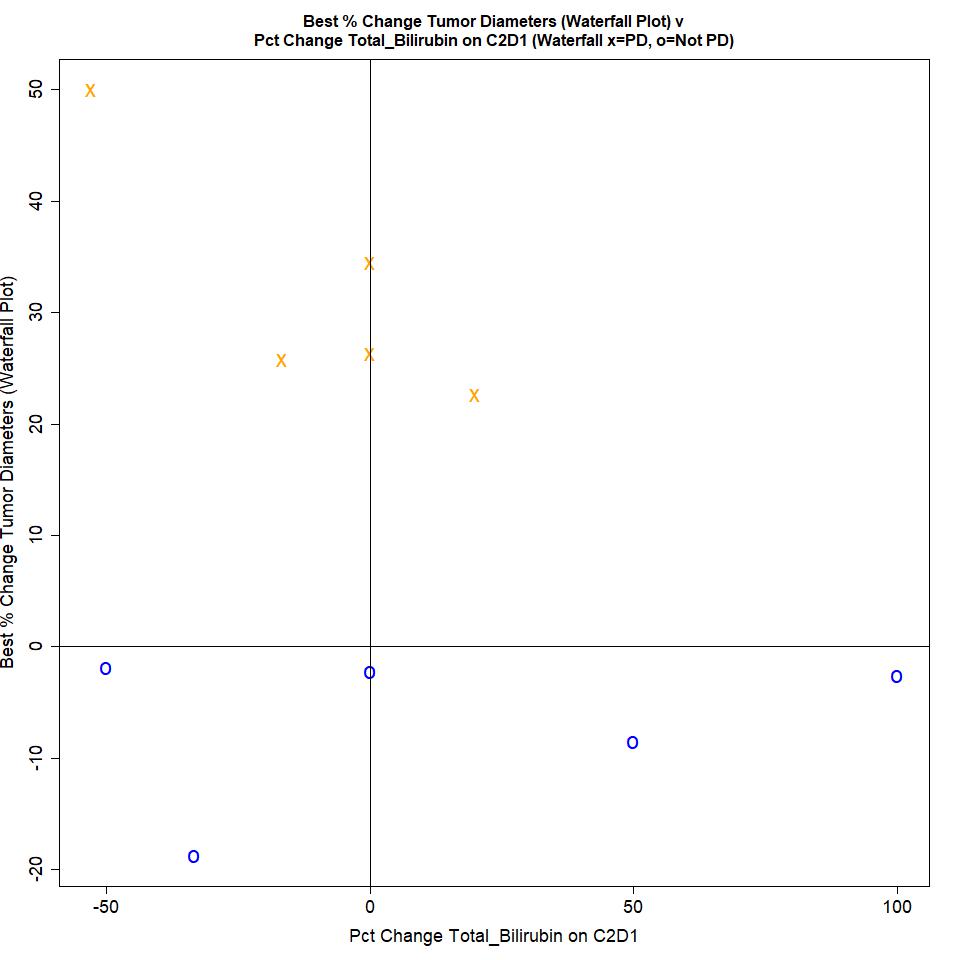 Best % Change Tumor Diameters (Waterfall Plot) v
Pct Change Total_Bilirubin on C2D1 (Waterfall x=PD, o=Not PD)
Best % Change Tumor Diameters (Waterfall Plot)
50
40
30
20
10
0
-10
-20
X
X
X
X
X
O
O
O
O
O
-50
0
50
100
Pct Change Total_Bilirubin on C2D1